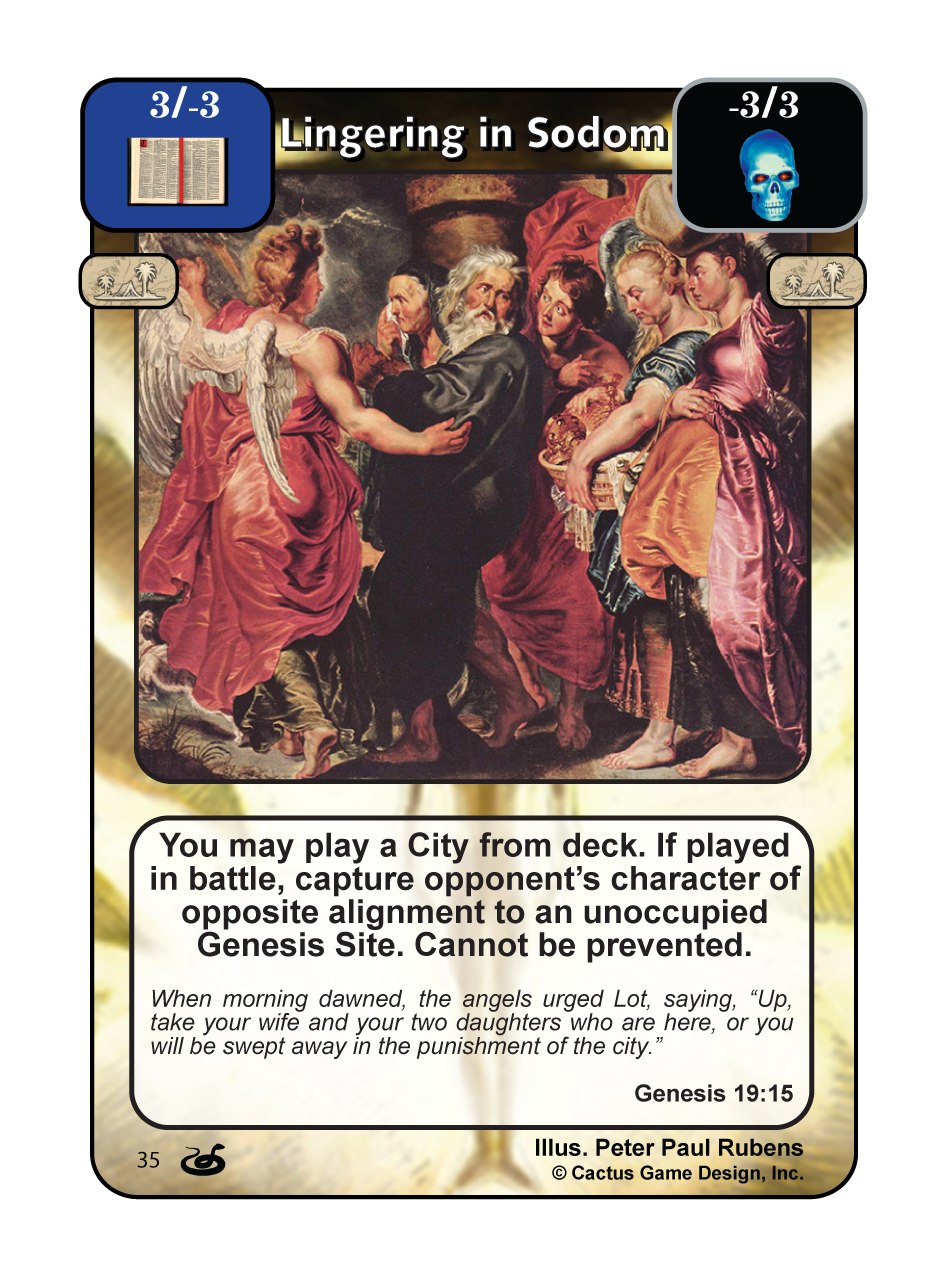 3/-3
-3/3
Lingering in Sodom
You may play a City from deck. If played
in battle, capture opponent’s character of
opposite alignment to an unoccupied
Genesis Site. Cannot be prevented.
When morning dawned, the angels urged Lot, saying, “Up,
take your wife and your two daughters who are here, or you
will be swept away in the punishment of the city.”
Genesis 19:15
35
Illus. Peter Paul Rubens
© Cactus Game Design, Inc.